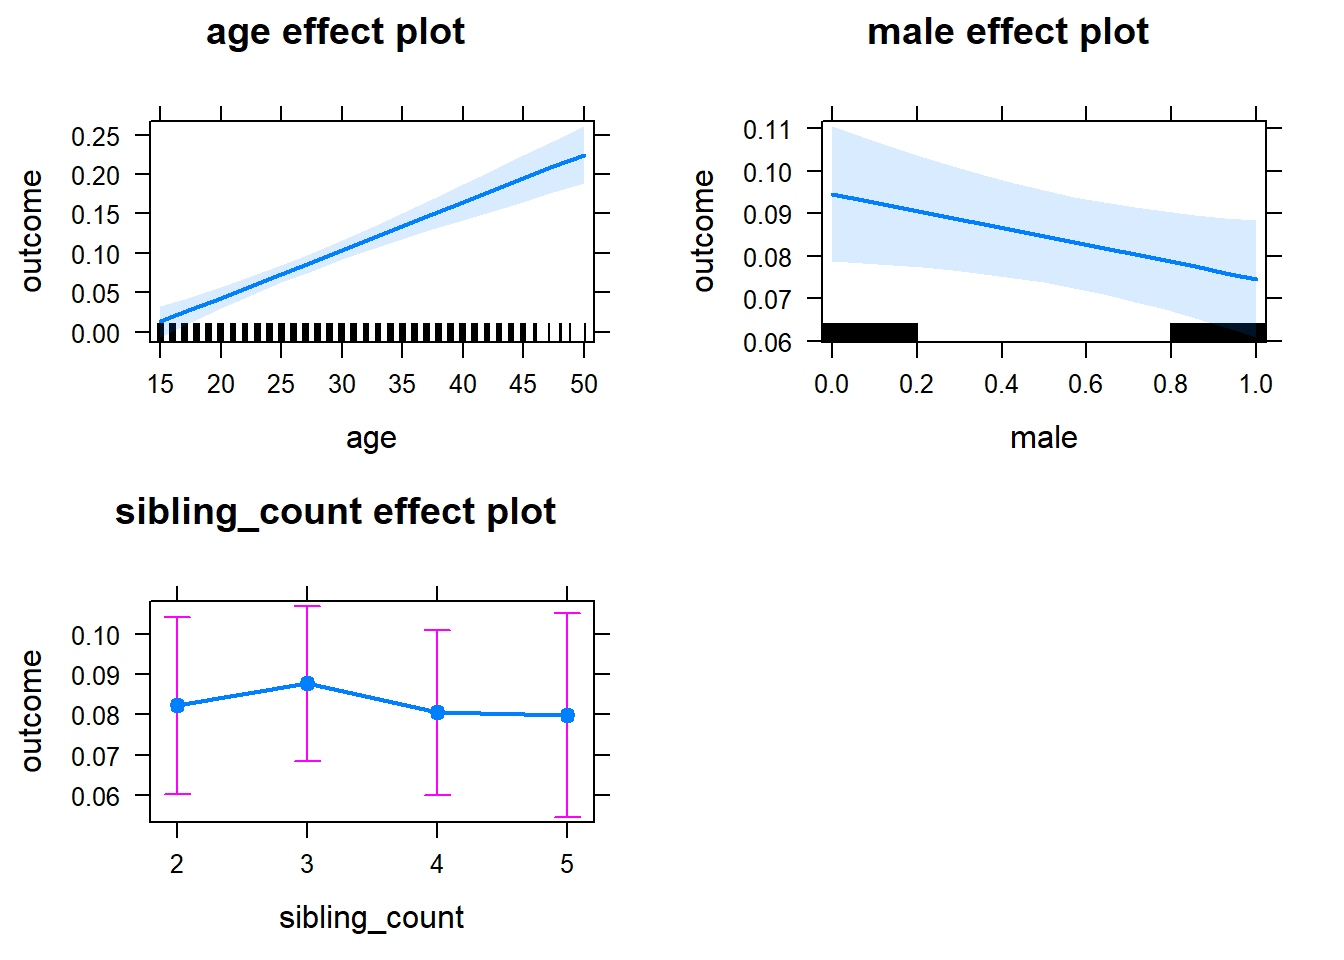 age effect plot
outcome
0.25
0.20
0.15
0.10
0.05
0.00
15 20 25 30 35 40 45 50
age
male effect plot
outcome
0.11
0.10
0.09
0.08
0.07
0.06
0.0 0.2 0.4 0.6 0.8 1.0
male
sibling_count effect plot
outcome
0.10
0.09
0.08
0.07
0.06
2 3 4 5
sibling_count